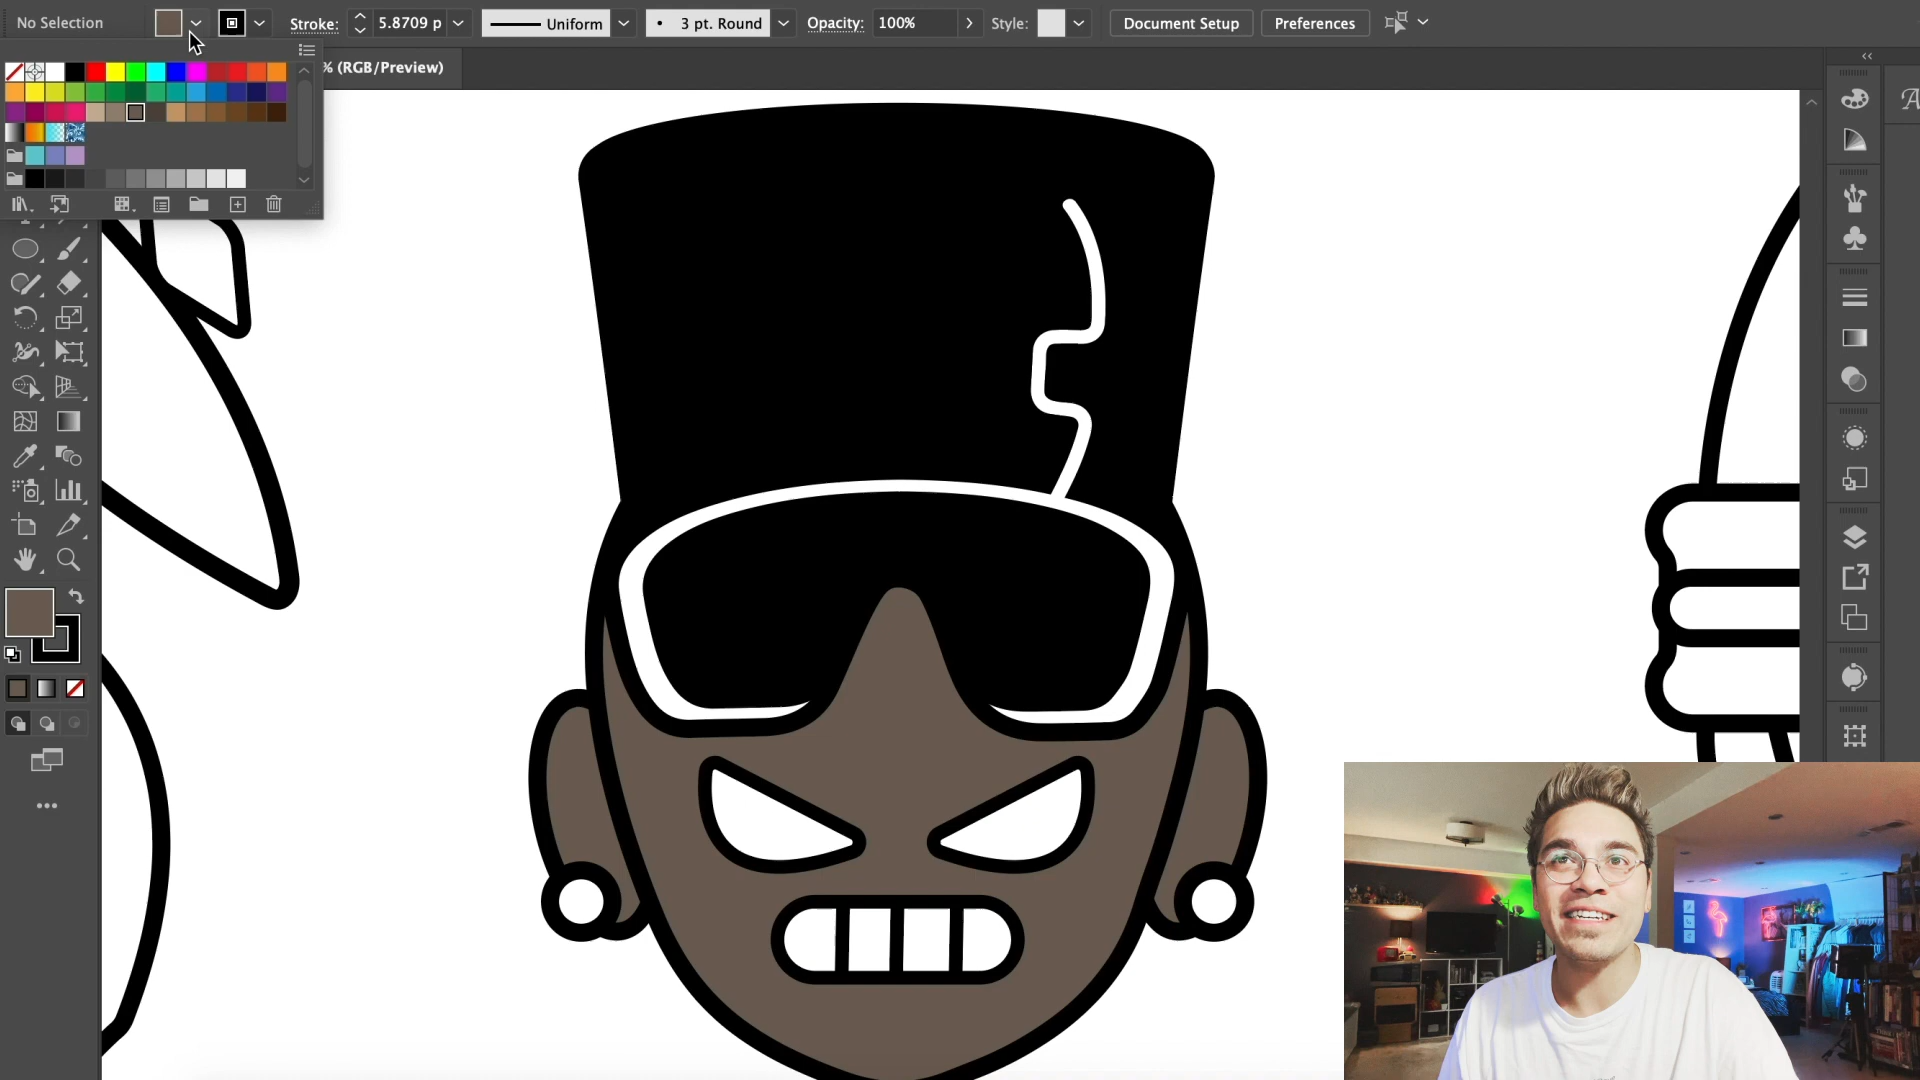 No Selection
Stroke:
5.8709 p
Uniform
3 pt. Round
Opacity:
100%
Style:
Document Setup
Preferences
% (RGB/Preview)